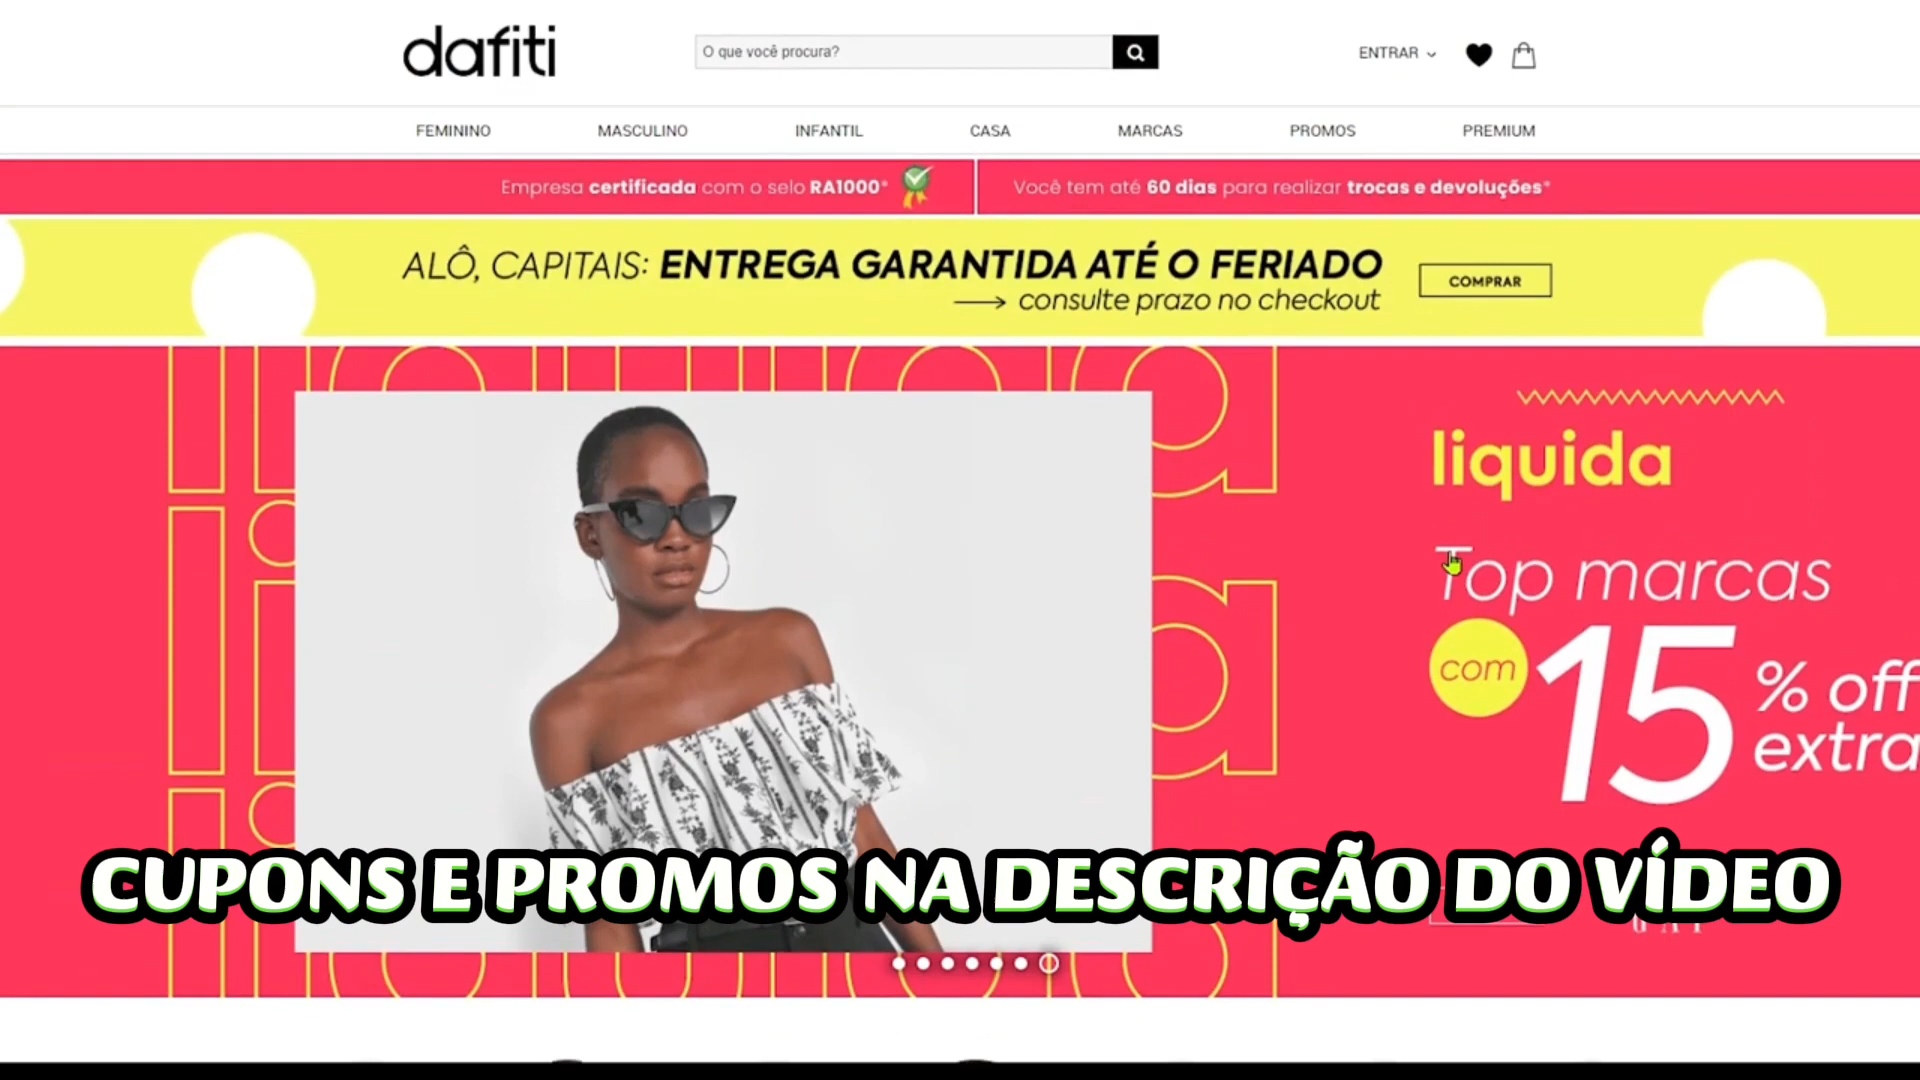 dafiti
O que você procura?
ENTRAR
FEMININO MASCULINO INFANTIL CASA MARCAS PROMOS PREMIUM
Empresa certificada com o selo RA1000*
Você tem até 60 dias para realizar trocas e devoluções*
ALÔ, CAPITAIS: ENTREGA GARANTIDA ATÉ O FERIADO
consulte prazo no checkout
COMPRAR
liquida
Top marcas
com 15 % off
extra
CUPONS E PROMOS NA DESCRIÇÃO DO VÍDEO